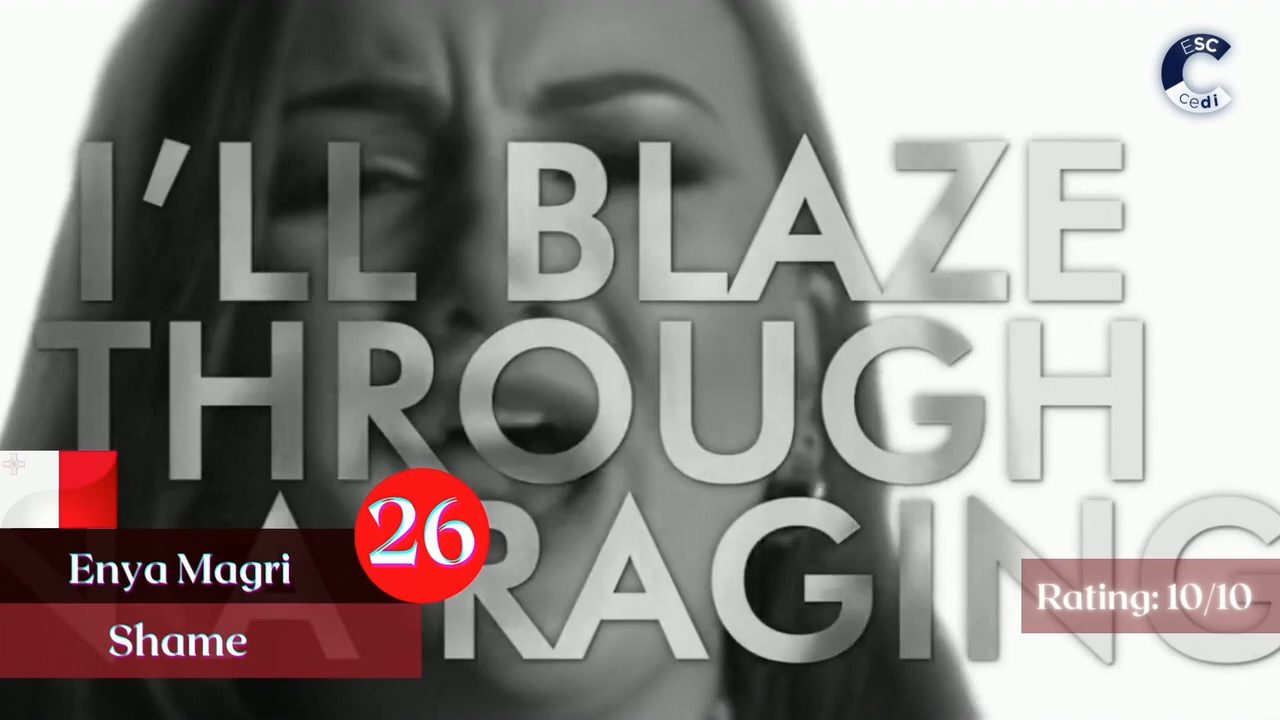 ESC
cedi
I'LL BLAZE
THROUGH
A RAGING
26
Enya Magri
Shame
Rating: 10/10